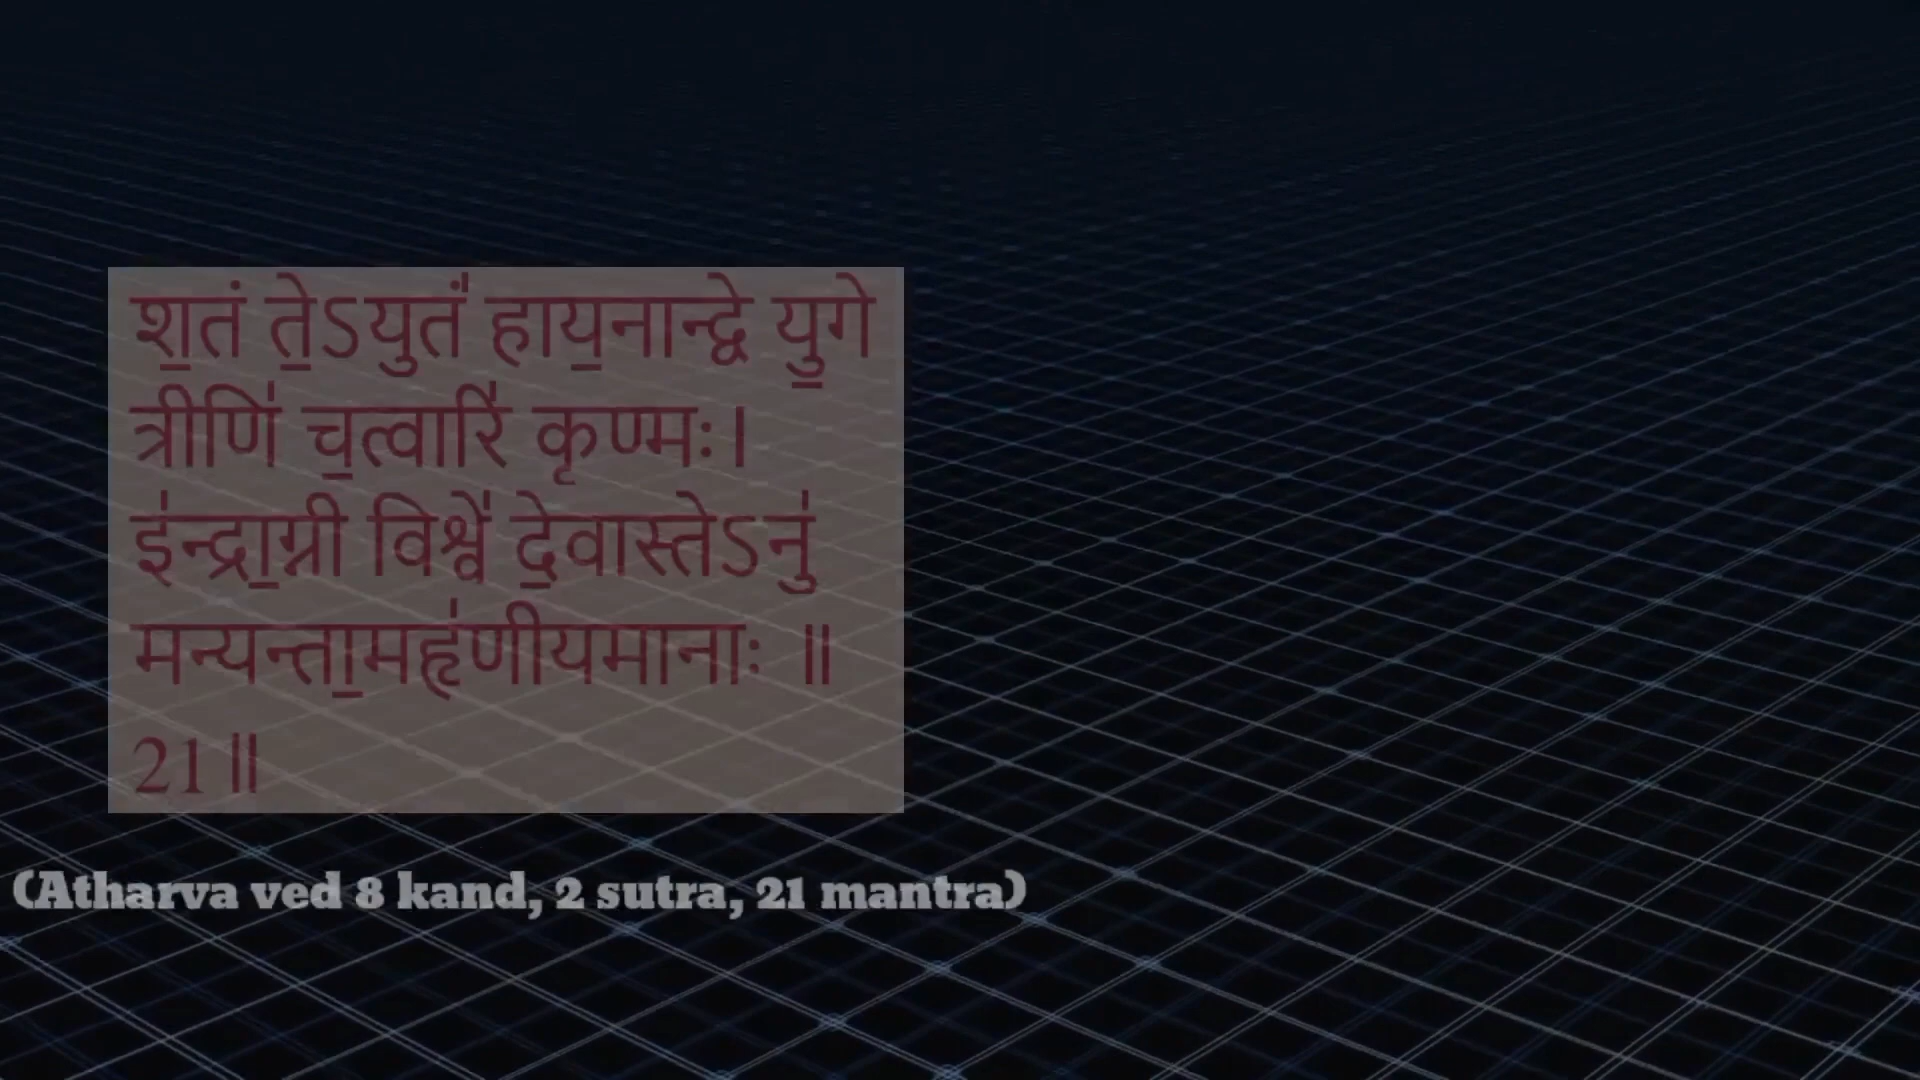 श॒तं ते॒ऽयुतं॑ हाय॒नान्द्वे यु॒गे
त्रीणि॑ च॒त्वारि॑ कृण्मः।
इ॑न्द्रा॒ग्नी विश्वे॑ दे॒वास्तेऽनु॑
मन्यन्ता॒महृ॑णीयमानाः ॥
21॥
(Atharva ved 8 kand, 2 sutra, 21 mantra)